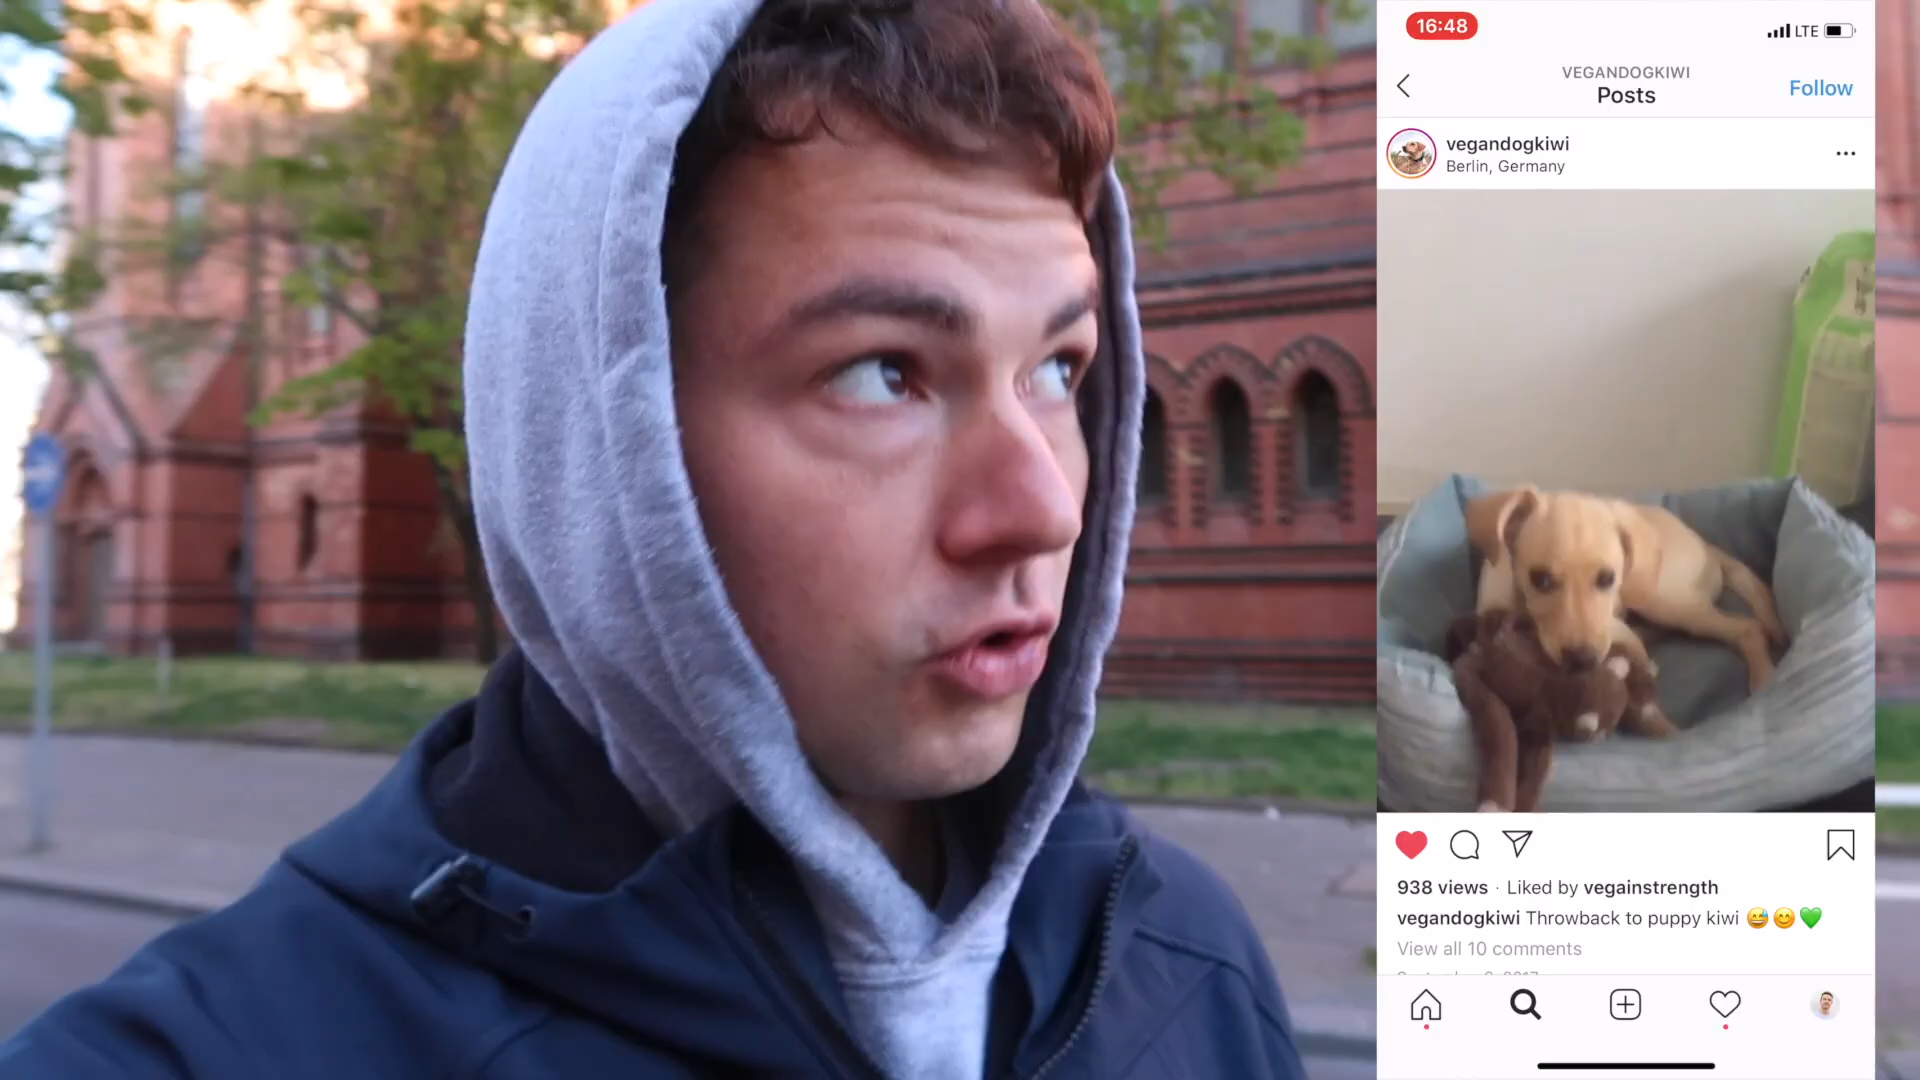 16:48
LTE
VEGANDOGKIWI
Posts
Follow
vegandogkiwi
Berlin, Germany
938 views · Liked by vegainstrength
vegandogkiwi Throwback to puppy kiwi 😅😊💚
View all 10 comments